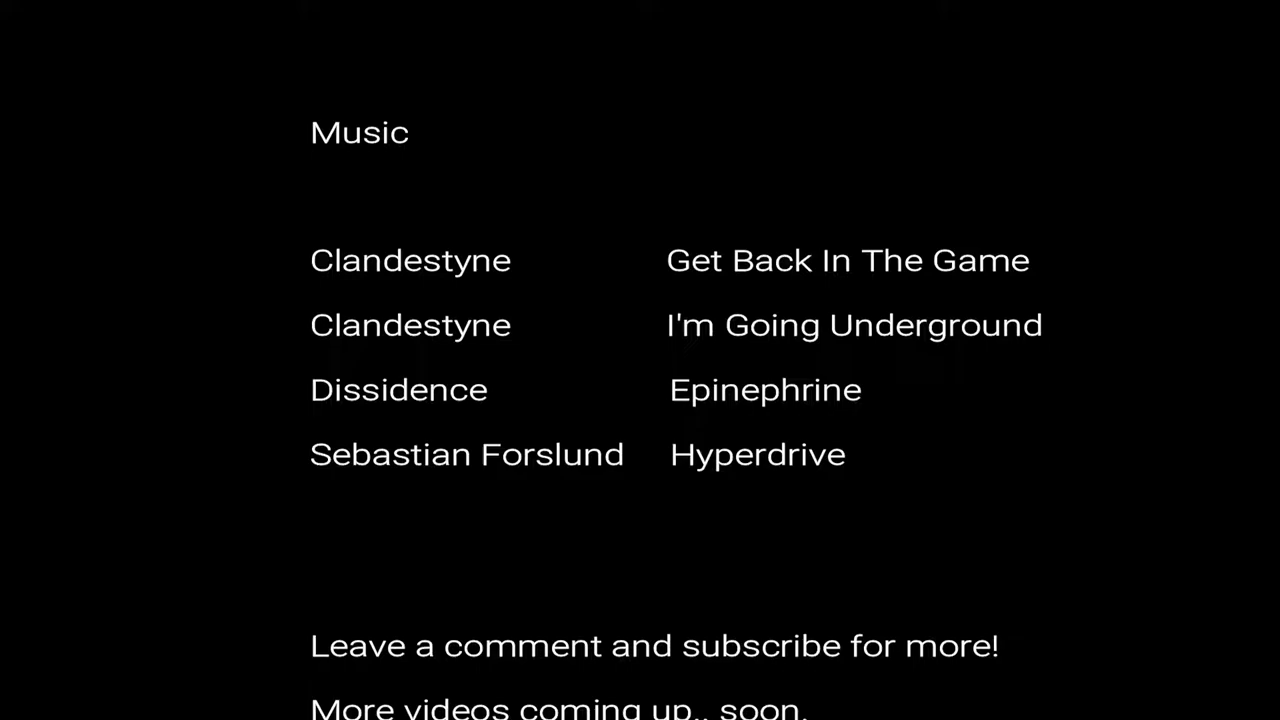 Music
Clandestyne Get Back In The Game
Clandestyne I'm Going Underground
Dissidence Epinephrine
Sebastian Forslund Hyperdrive
Leave a comment and subscribe for more!
More videos coming up.. soon.